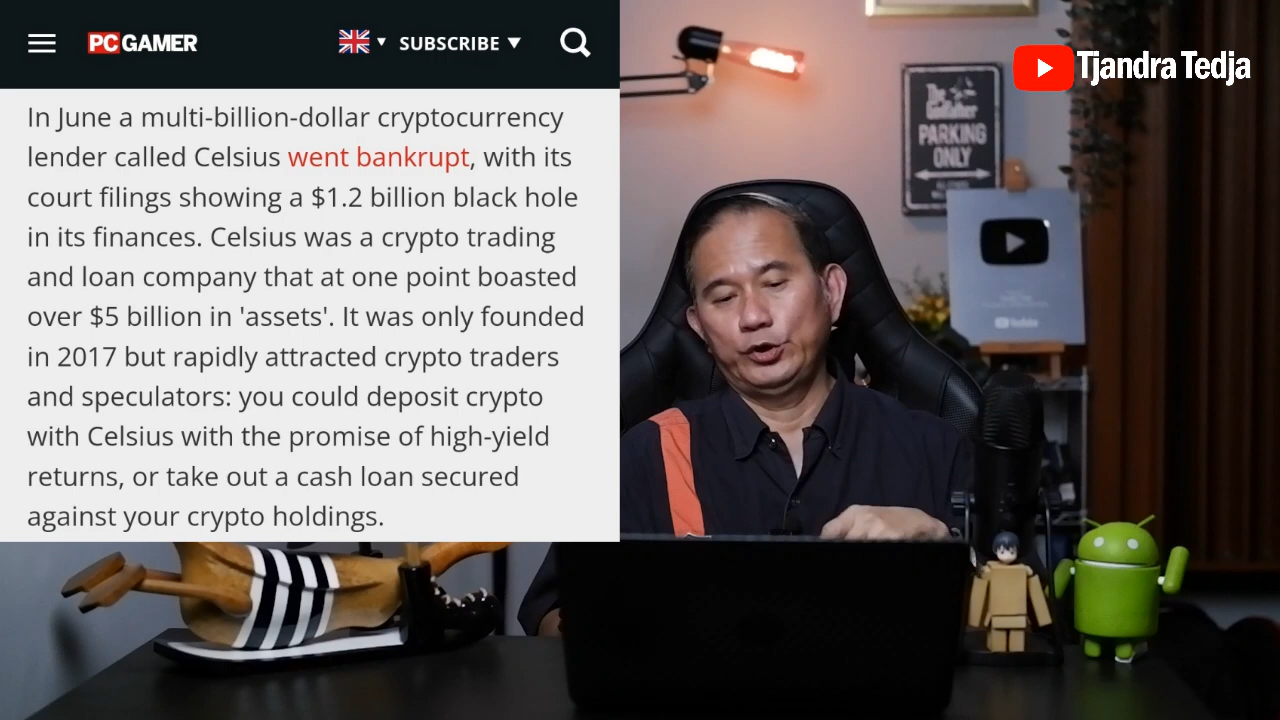 PC GAMER
SUBSCRIBE
In June a multi-billion-dollar cryptocurrency
lender called Celsius went bankrupt, with its
court filings showing a $1.2 billion black hole
in its finances. Celsius was a crypto trading
and loan company that at one point boasted
over $5 billion in 'assets'. It was only founded
in 2017 but rapidly attracted crypto traders
and speculators: you could deposit crypto
with Celsius with the promise of high-yield
returns, or take out a cash loan secured
against your crypto holdings.
Tjandra Tedja
The
Godfather
PARKING
ONLY
YouTube